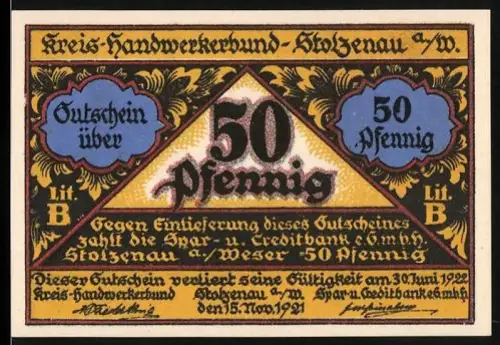 Kreis-Handwerkerbund-Stolzenau a/W.
Gutschein
über
50
Pfennig
50
Pfennig
Lit.
B
Lit.
B
Gegen Einlieferung dieses Gutscheines
zahlt die Spar- u. Creditbank e.G.m.b.H.
Stolzenau a./Weser 50 Pfennig
Dieser Gutschein verliert seine Gültigkeit am 30. Juni 1922
Kreis-Handwerkerbund Stolzenau a/W. Spar-u. Creditbank e.G.m.b.H.
den 15. Nov. 1921